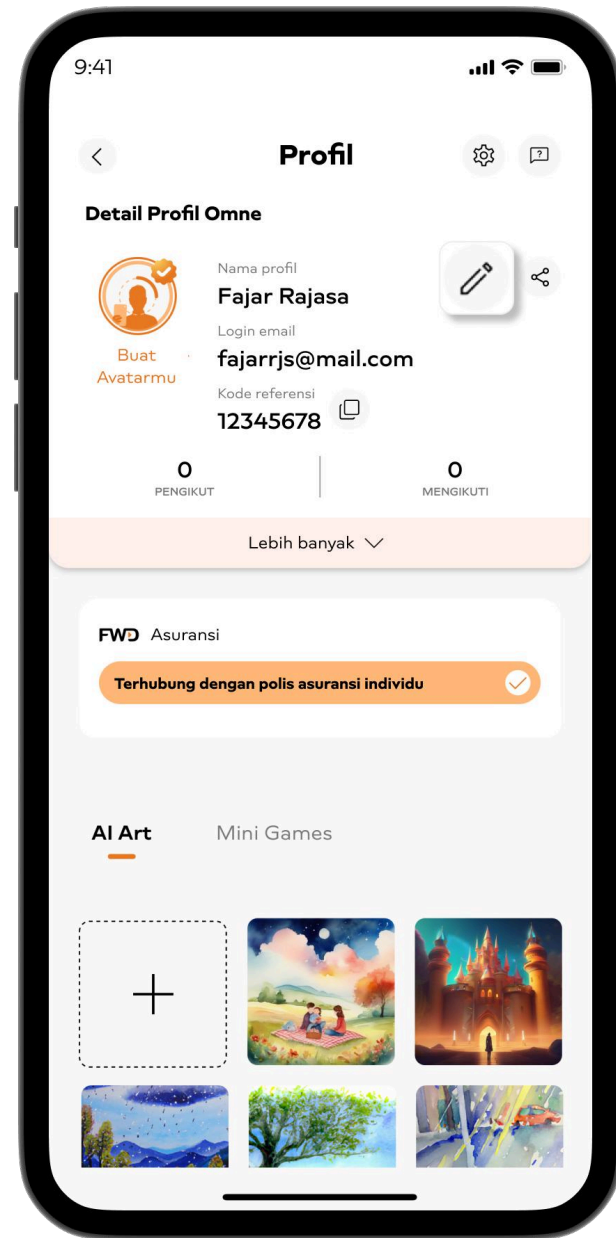 9:41
Profil
Detail Profil Omne
Nama profil
Fajar Rajasa
Login email
fajarrjs@mail.com
Kode referensi
12345678
Buat
Avatarmu
0
PENGIKUT
0
MENGIKUTI
Lebih banyak
FWD Asuransi
Terhubung dengan polis asuransi individu
AI Art Mini Games